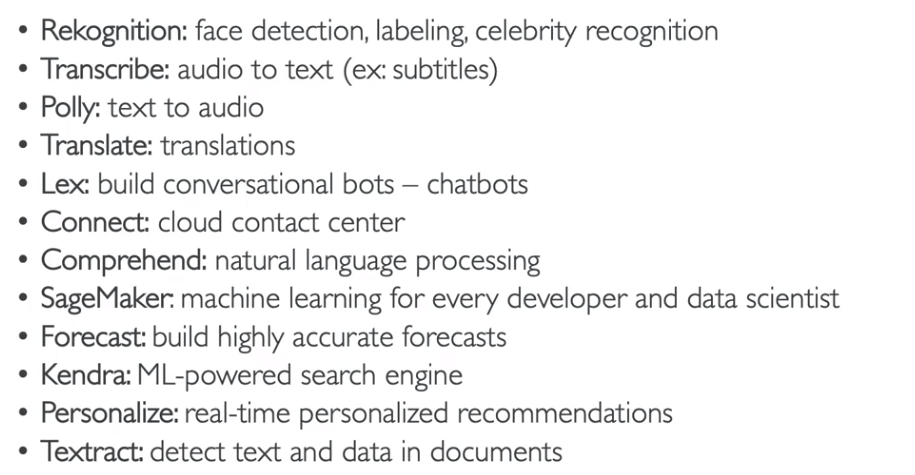 • Rekognition: face detection, labeling, celebrity recognition
• Transcribe: audio to text (ex: subtitles)
• Polly: text to audio
• Translate: translations
• Lex: build conversational bots – chatbots
• Connect: cloud contact center
• Comprehend: natural language processing
• SageMaker: machine learning for every developer and data scientist
• Forecast: build highly accurate forecasts
• Kendra: ML-powered search engine
• Personalize: real-time personalized recommendations
• Textract: detect text and data in documents